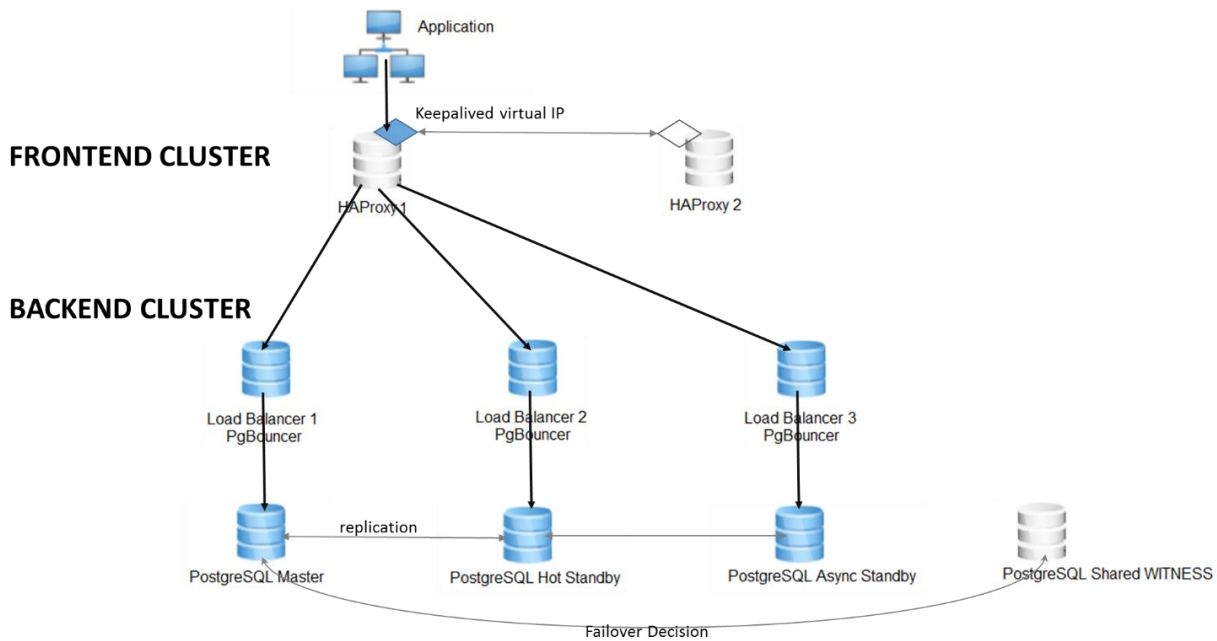 Application
Keepalived virtual IP
FRONTEND CLUSTER
HAProxy 1
HAProxy 2
BACKEND CLUSTER
Load Balancer 1
PgBouncer
Load Balancer 2
PgBouncer
Load Balancer 3
PgBouncer
replication
PostgreSQL Master
PostgreSQL Hot Standby
PostgreSQL Async Standby
PostgreSQL Shared WITNESS
Failover Decision